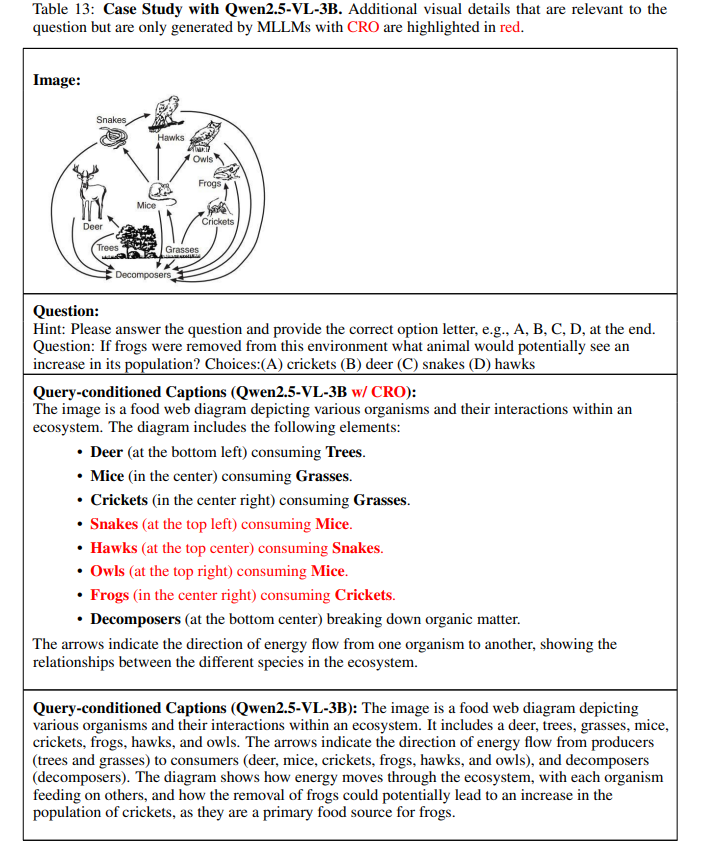 Table 13: Case Study with Qwen2.5-VL-3B. Additional visual details that are relevant to the
question but are only generated by MLLMs with CRO are highlighted in red.
Image:
Snakes
Hawks
Owls
Frogs
Mice
Crickets
Deer
Trees
Grasses
Decomposers
Question:
Hint: Please answer the question and provide the correct option letter, e.g., A, B, C, D, at the end.
Question: If frogs were removed from this environment what animal would potentially see an
increase in its population? Choices:(A) crickets (B) deer (C) snakes (D) hawks
Query-conditioned Captions (Qwen2.5-VL-3B w/ CRO):
The image is a food web diagram depicting various organisms and their interactions within an
ecosystem. The diagram includes the following elements:
• Deer (at the bottom left) consuming Trees.
• Mice (in the center) consuming Grasses.
• Crickets (in the center right) consuming Grasses.
• Snakes (at the top left) consuming Mice.
• Hawks (at the top center) consuming Snakes.
• Owls (at the top right) consuming Mice.
• Frogs (in the center right) consuming Crickets.
• Decomposers (at the bottom center) breaking down organic matter.
The arrows indicate the direction of energy flow from one organism to another, showing the
relationships between the different species in the ecosystem.
Query-conditioned Captions (Qwen2.5-VL-3B): The image is a food web diagram depicting
various organisms and their interactions within an ecosystem. It includes a deer, trees, grasses, mice,
crickets, frogs, hawks, and owls. The arrows indicate the direction of energy flow from producers
(trees and grasses) to consumers (deer, mice, crickets, frogs, hawks, and owls), and decomposers
(decomposers). The diagram shows how energy moves through the ecosystem, with each organism
feeding on others, and how the removal of frogs could potentially lead to an increase in the
population of crickets, as they are a primary food source for frogs.